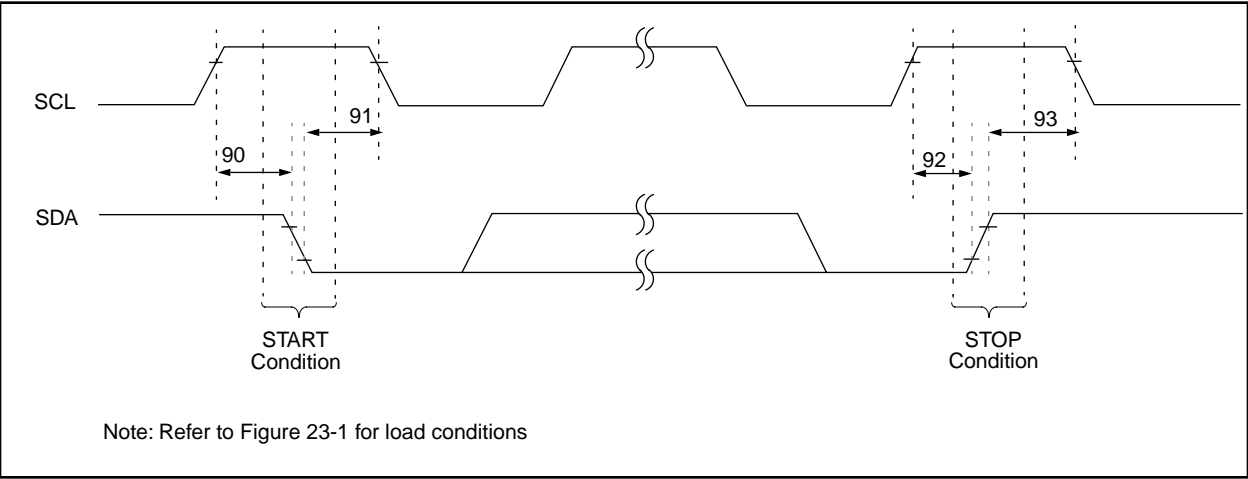 SCL
91
93
90
92
SDA
START
Condition
STOP
Condition
Note: Refer to Figure 23-1 for load conditions